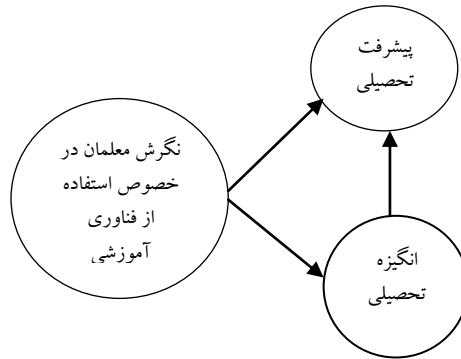 پیشرفت
تحصیلی
نگرش معلمان در
خصوص استفاده
از فناوری
آموزشی
انگیزه
تحصیلی